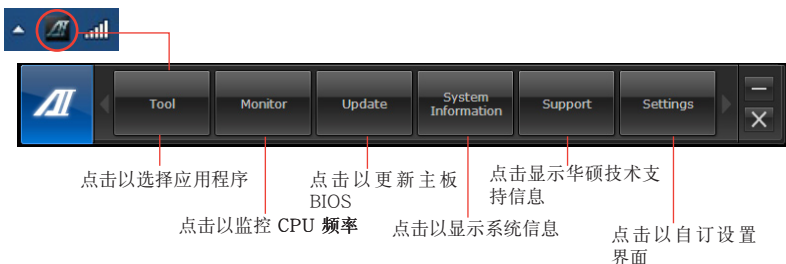 Tool
Monitor
Update
System
Information
Support
Settings
点击以选择应用程序
点击以更新主板
BIOS
点击显示华硕技术支
持信息
点击以监控 CPU 频率
点击以显示系统信息
点击以自订设置
界面